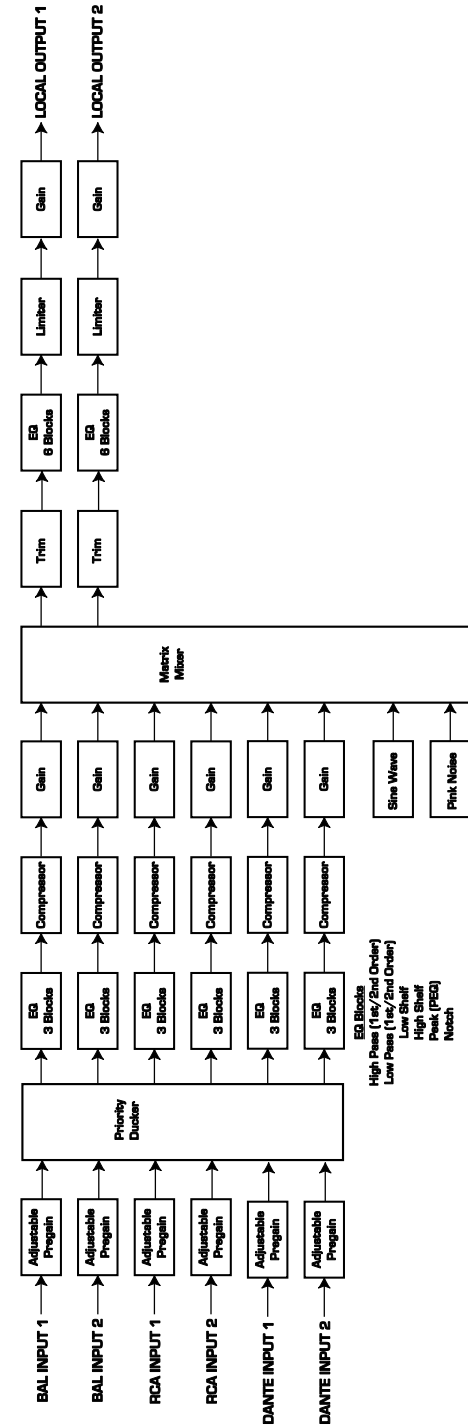 BAL INPUT 1
Adjustable
Pregain
BAL INPUT 2
Adjustable
Pregain
RCA INPUT 1
Adjustable
Pregain
RCA INPUT 2
Adjustable
Pregain
DANTE INPUT 1
Adjustable
Pregain
DANTE INPUT 2
Adjustable
Pregain
Priority
Ducker
EQ
3 Blocks
Compressor
Gain
EQ
3 Blocks
Compressor
Gain
EQ
3 Blocks
Compressor
Gain
EQ
3 Blocks
Compressor
Gain
EQ
3 Blocks
Compressor
Gain
EQ
3 Blocks
Compressor
Gain
Sine Wave
Pink Noise
Matrix
Mixer
Trim
EQ
6 Blocks
Limiter
Gain
LOCAL OUTPUT 1
Trim
EQ
6 Blocks
Limiter
Gain
LOCAL OUTPUT 2
EQ Blocks
High Pass (1st/2nd Order)
Low Pass (1st/2nd Order)
Low Shelf
High Shelf
Peak (PEQ)
Notch